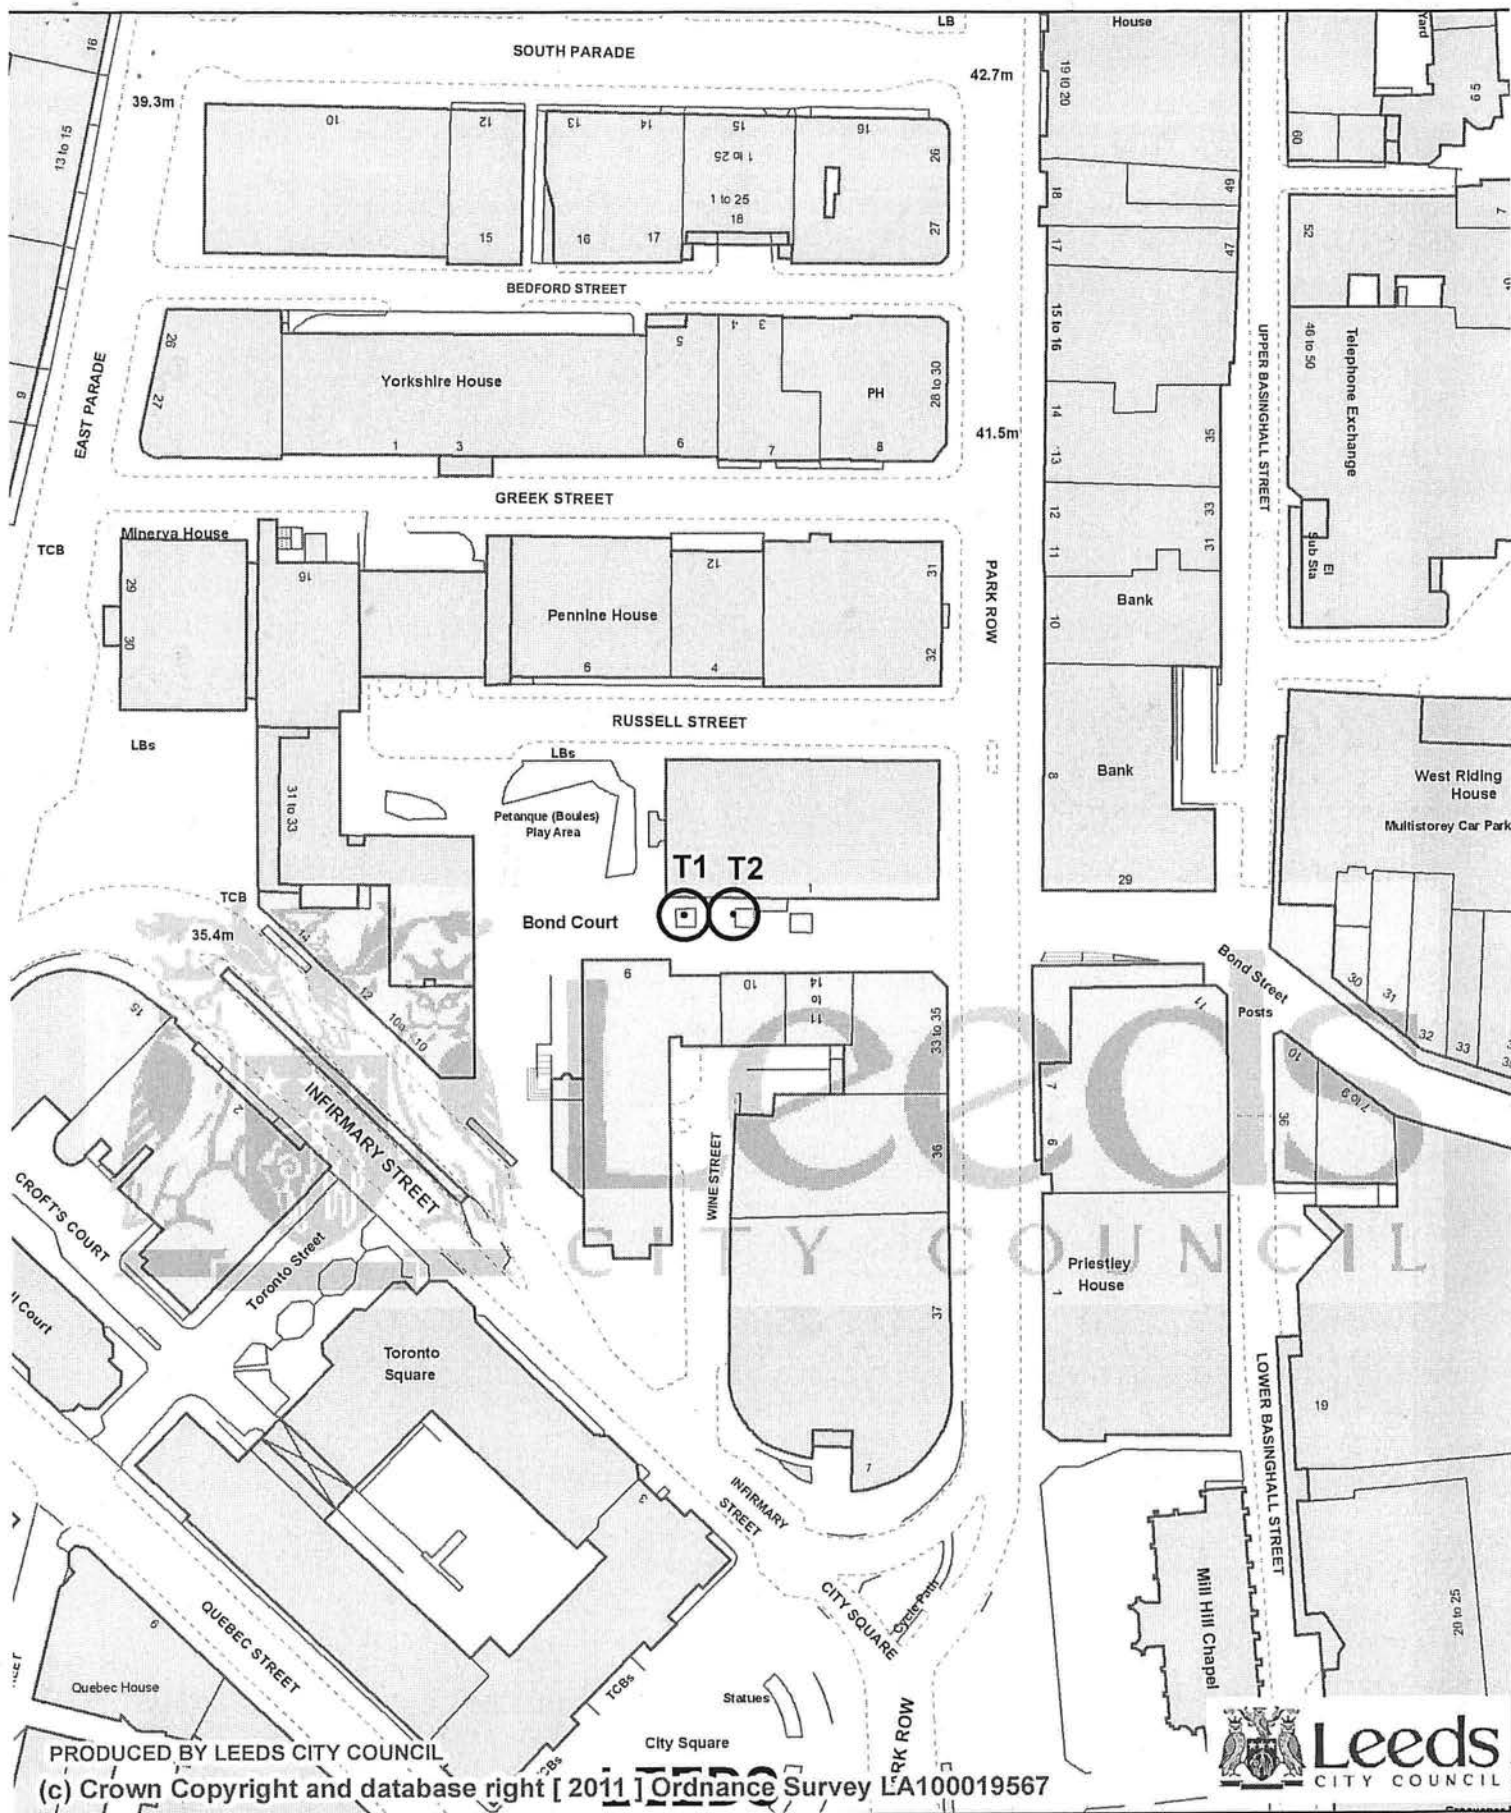 LB
House
Yard
SOUTH PARADE
42.7m
39.3m
16
13 to 15
10
12
13
14
15
16
1 to 25
1 to 25
18
15
16
17
26
27
19 to 20
18
49
17
47
60
6 5
52
7
BEDFORD STREET
15 to 16
UPPER BASINGHALL STREET
46 to 50
Telephone Exchange
EAST PARADE
9
26
27
Yorkshire House
5
4
3
PH
28 to 30
1
3
6
7
8
41.5m
14
13
35
GREEK STREET
12
11
33
31
El
Sub Sta
TCB
Minerva House
29
30
16
Pennine House
12
31
32
6
4
PARK ROW
Bank
10
RUSSELL STREET
LBs
LBs
Petanque (Boules)
Play Area
31 to 33
Bank
8
29
West Riding
House
Multistorey Car Park
T1 T2
1
TCB
35.4m
Bond Court
14
12
10a
10
9
10
14
to
11
33 to 35
11
Bond Street
Posts
30
31
32
33
10
7 to 9
36
15
2
INFIRMARY STREET
WINE STREET
36
7
6
Leeds
CITY COUNCIL
CROFT'S COURT
Toronto Street
Court
Toronto
Square
37
Priestley
House
1
LOWER BASINGHALL STREET
19
7
3
INFIRMARY
STREET
CITY SQUARE
Cycle Path
Mill Hill Chapel
20 to 25
QUEBEC STREET
6
Quebec House
TCBs
Statues
City Square
PARK ROW
PRODUCED BY LEEDS CITY COUNCIL
(c) Crown Copyright and database right [ 2011 ] Ordnance Survey LA100019567
Leeds
CITY COUNCIL